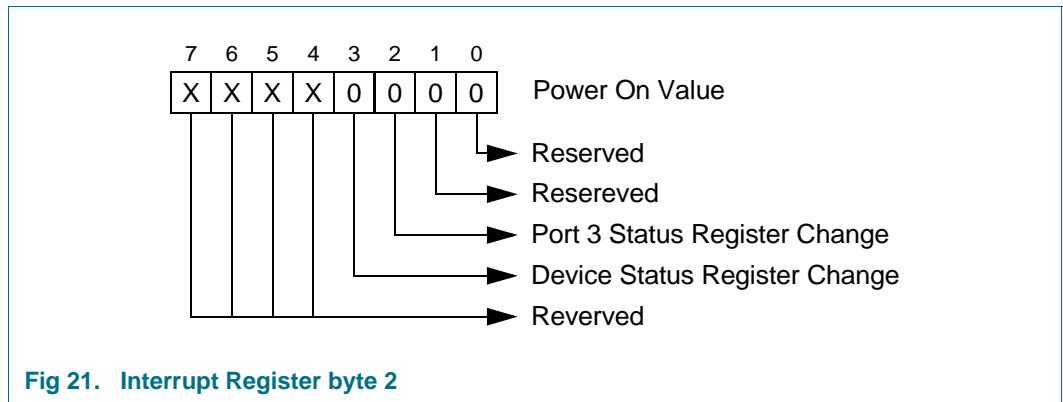 7 6 5 4 3 2 1 0
X X X X 0 0 0 0 Power On Value
Reserved
Resereved
Port 3 Status Register Change
Device Status Register Change
Reverved
Fig 21. Interrupt Register byte 2